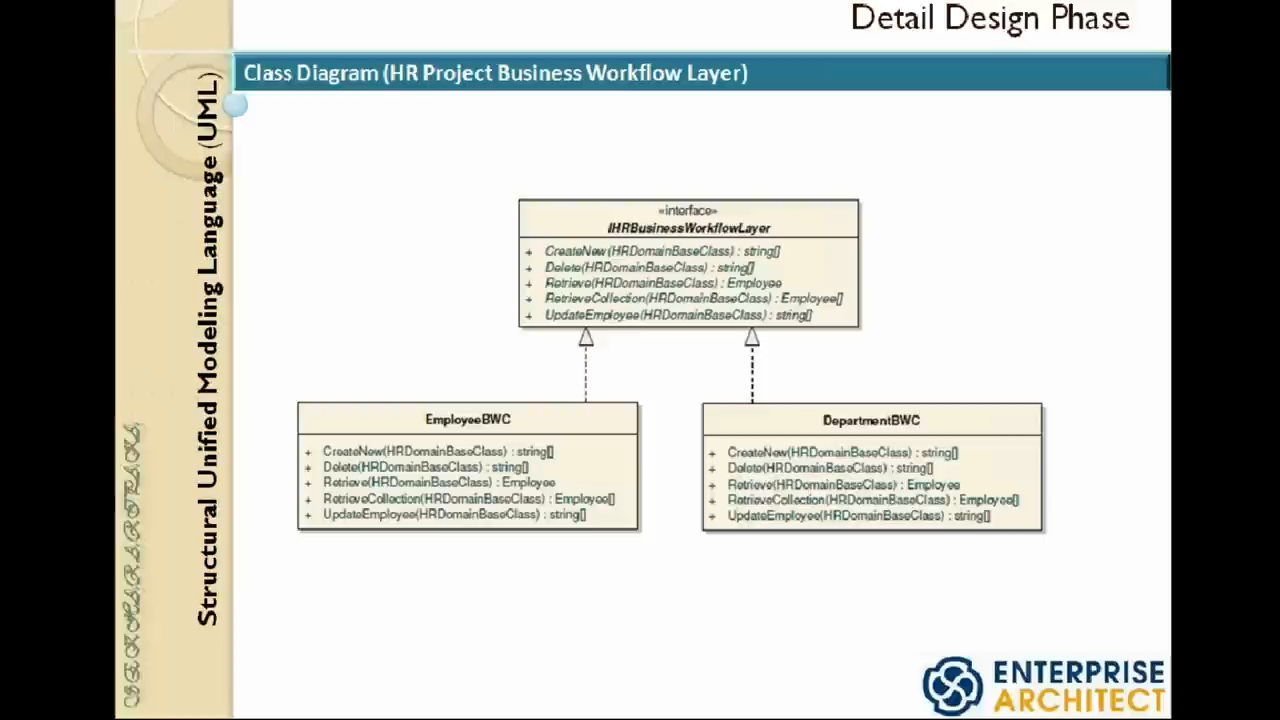 Detail Design Phase
Class Diagram (HR Project Business Workflow Layer)
Structural Unified Modeling Language (UML)
«interface»
IHRBusinessWorkflowLayer
+ CreateNew(HRDomainBaseClass) : string[]
+ Delete(HRDomainBaseClass) : string[]
+ Retrieve(HRDomainBaseClass) : Employee
+ RetrieveCollection(HRDomainBaseClass) : Employee[]
+ UpdateEmployee(HRDomainBaseClass) : string[]
EmployeeBWC
+ CreateNew(HRDomainBaseClass) : string[]
+ Delete(HRDomainBaseClass) : string[]
+ Retrieve(HRDomainBaseClass) : Employee
+ RetrieveCollection(HRDomainBaseClass) : Employee[]
+ UpdateEmployee(HRDomainBaseClass) : string[]
DepartmentBWC
+ CreateNew(HRDomainBaseClass) : string[]
+ Delete(HRDomainBaseClass) : string[]
+ Retrieve(HRDomainBaseClass) : Employee
+ RetrieveCollection(HRDomainBaseClass) : Employee[]
+ UpdateEmployee(HRDomainBaseClass) : string[]
ENTERPRISE
ARCHITECT